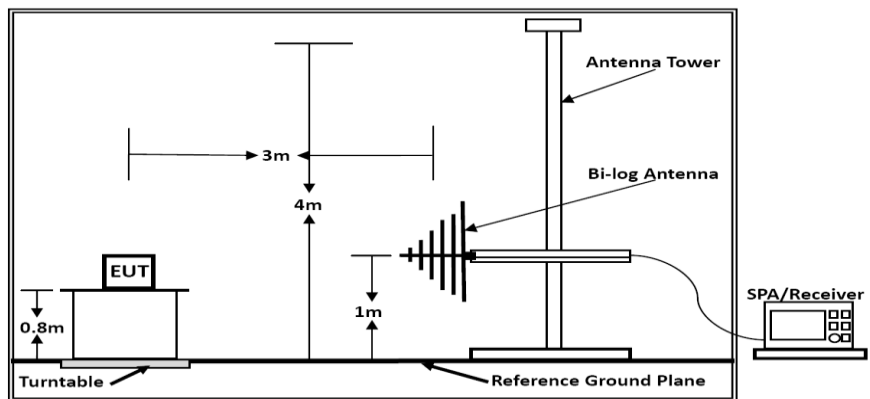 Antenna Tower
3m
Bi-log Antenna
4m
EUT
SPA/Receiver
0.8m
1m
Turntable
Reference Ground Plane